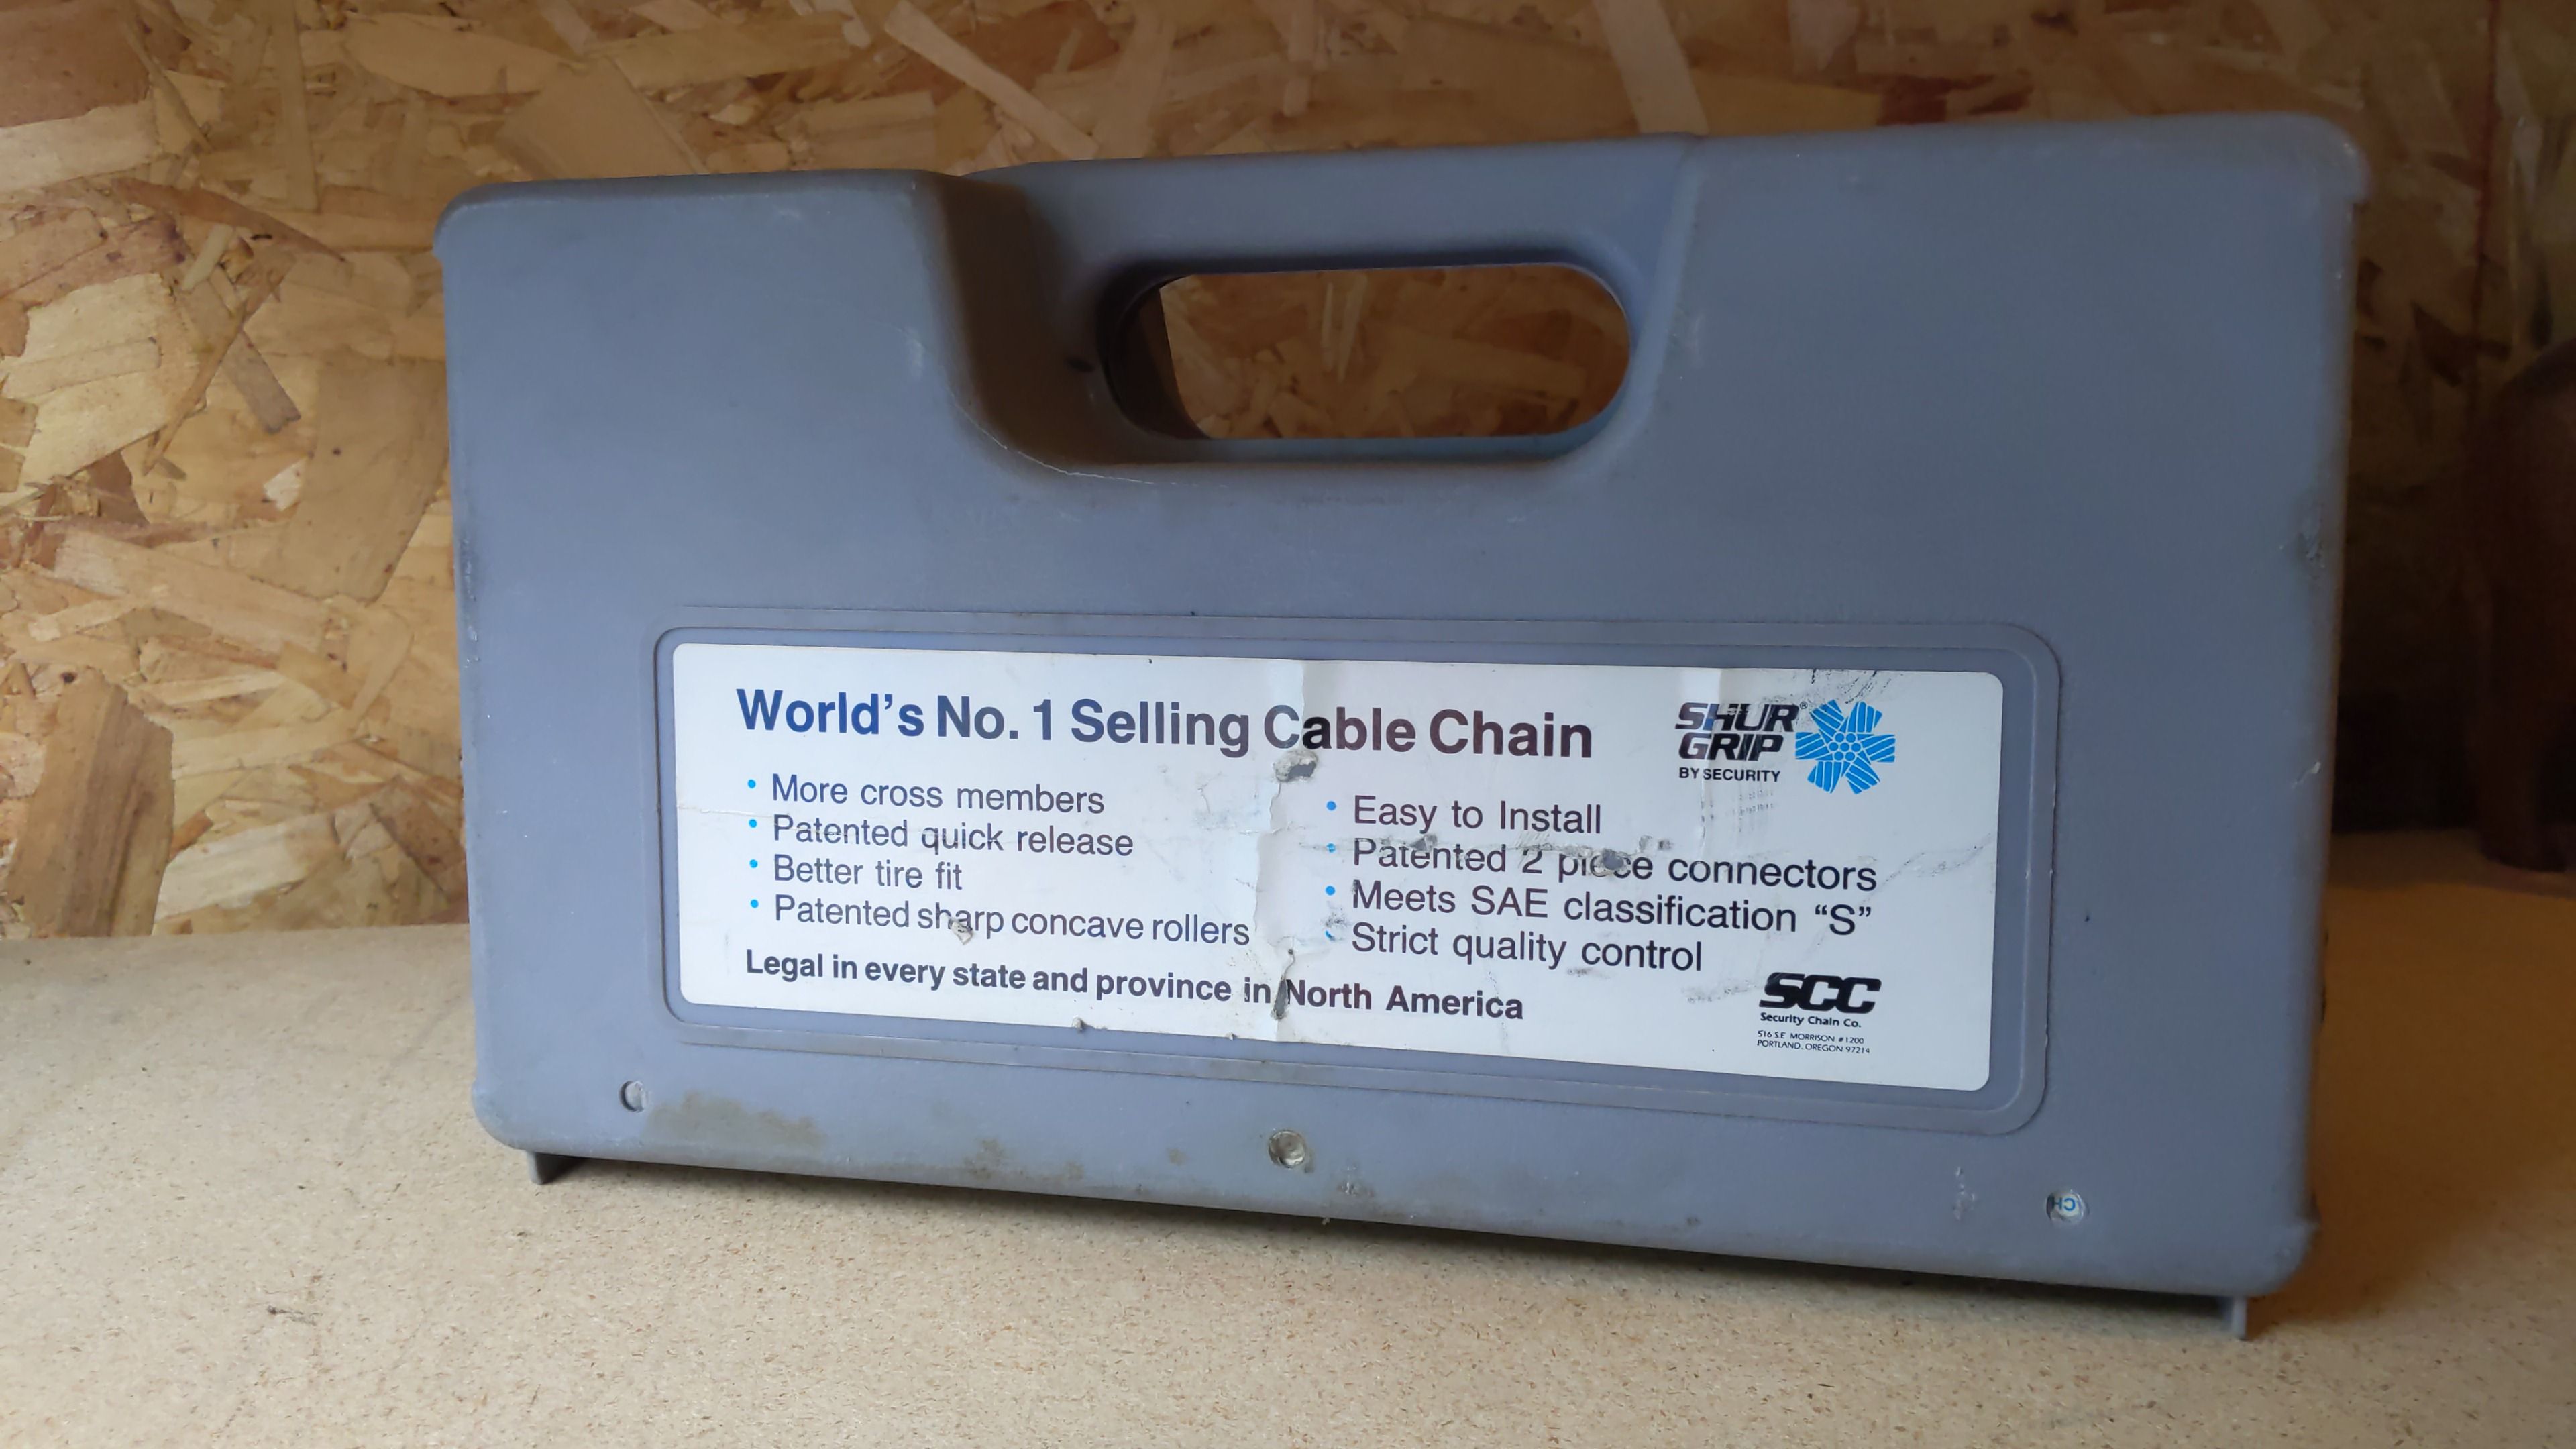 World's No. 1 Selling Cable Chain
SHUR
GRIP®
BY SECURITY
• More cross members
• Patented quick release
• Better tire fit
• Patented sharp concave rollers
• Easy to Install
• Patented 2 piece connectors
• Meets SAE classification “S”
• Strict quality control
Legal in every state and province in North America
SCC
Security Chain Co.
516 S.E. MORRISON #1200
PORTLAND, OREGON 97214
CH